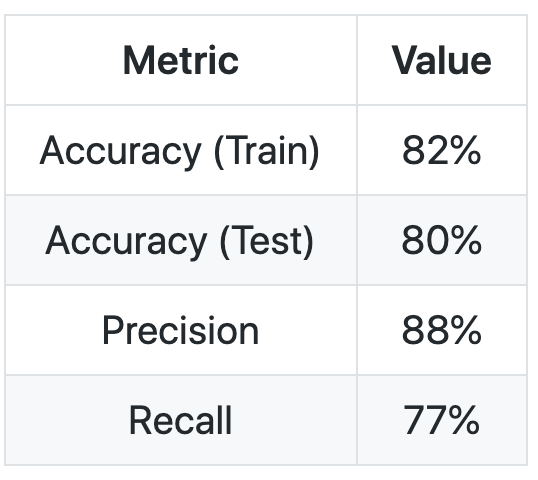 Metric Value
Accuracy (Train) 82%
Accuracy (Test) 80%
Precision 88%
Recall 77%